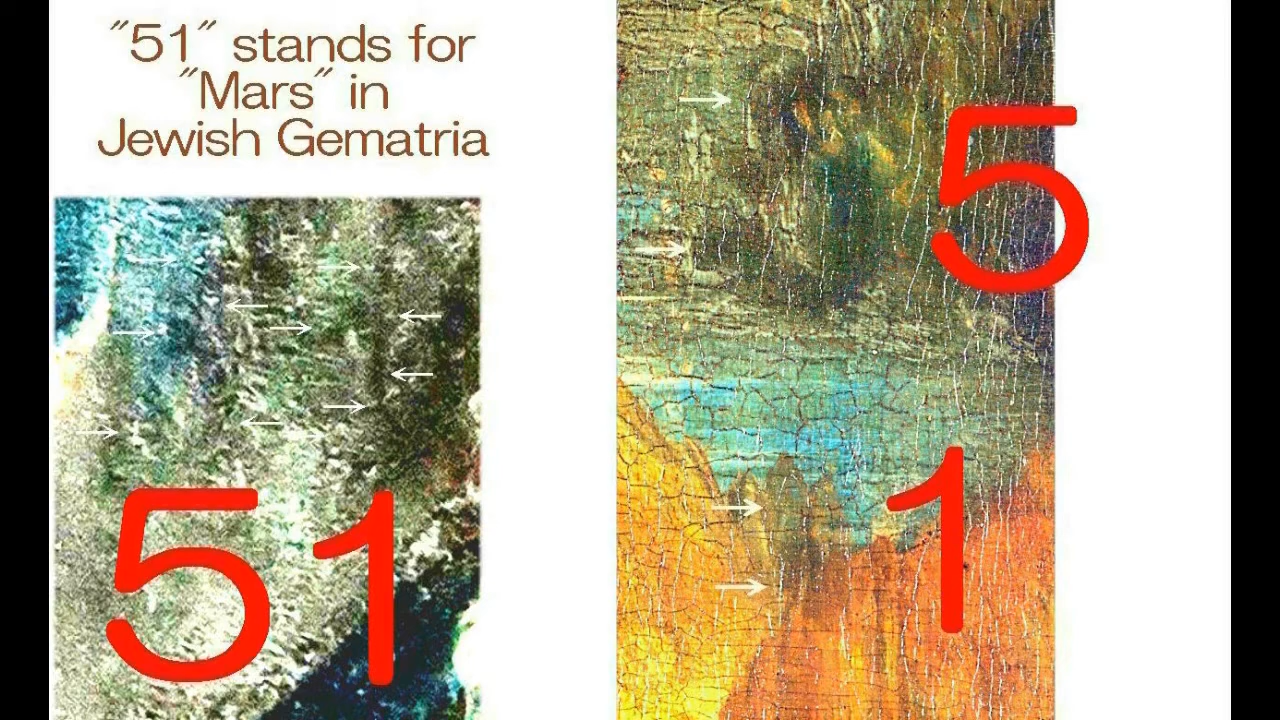 "51" stands for
"Mars" in
Jewish Gematria
5
1
51